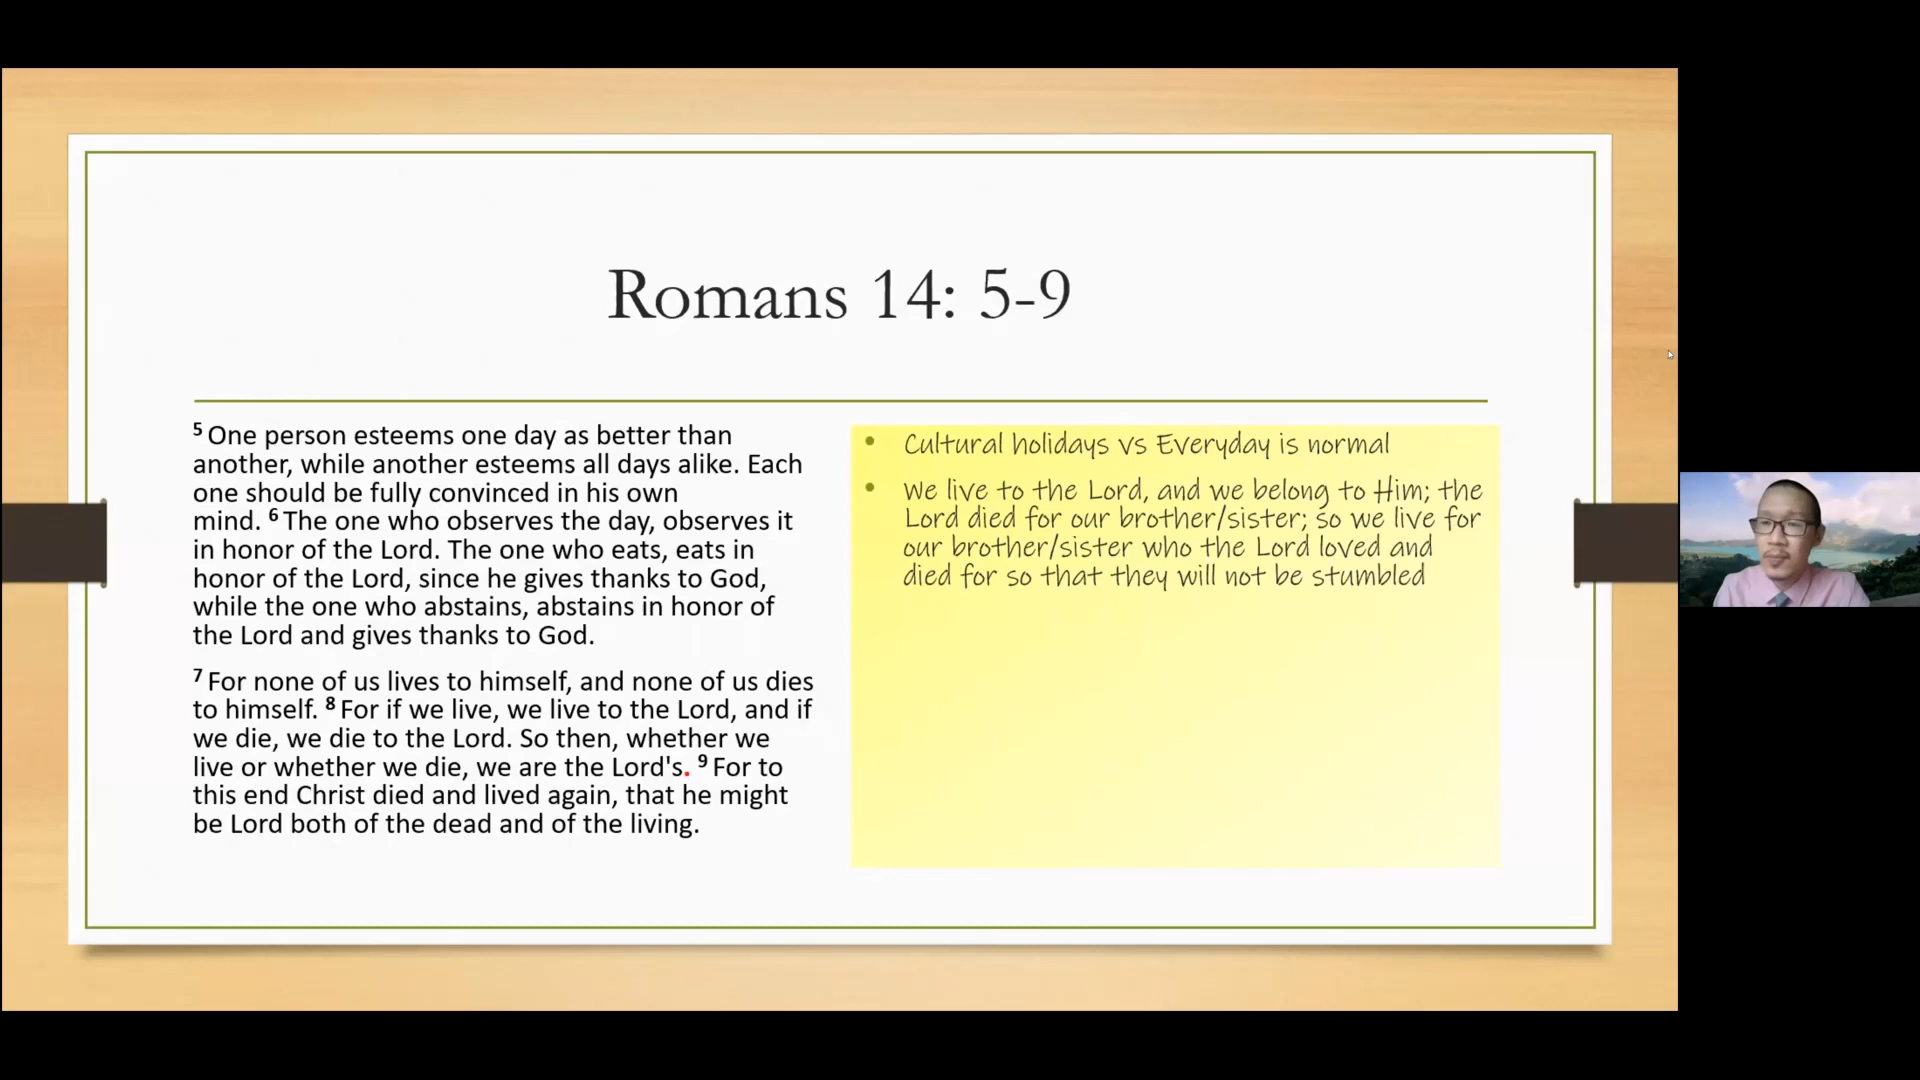 Romans 14: 5-9
5 One person esteems one day as better than
another, while another esteems all days alike. Each
one should be fully convinced in his own
mind. 6 The one who observes the day, observes it
in honor of the Lord. The one who eats, eats in
honor of the Lord, since he gives thanks to God,
while the one who abstains, abstains in honor of
the Lord and gives thanks to God.
7 For none of us lives to himself, and none of us dies
to himself. 8 For if we live, we live to the Lord, and if
we die, we die to the Lord. So then, whether we
live or whether we die, we are the Lord's. 9 For to
this end Christ died and lived again, that he might
be Lord both of the dead and of the living.
• Cultural holidays vs Everyday is normal
• We live to the Lord, and we belong to Him; the
Lord died for our brother/sister; so we live for
our brother/sister who the Lord loved and
died for so that they will not be stumbled